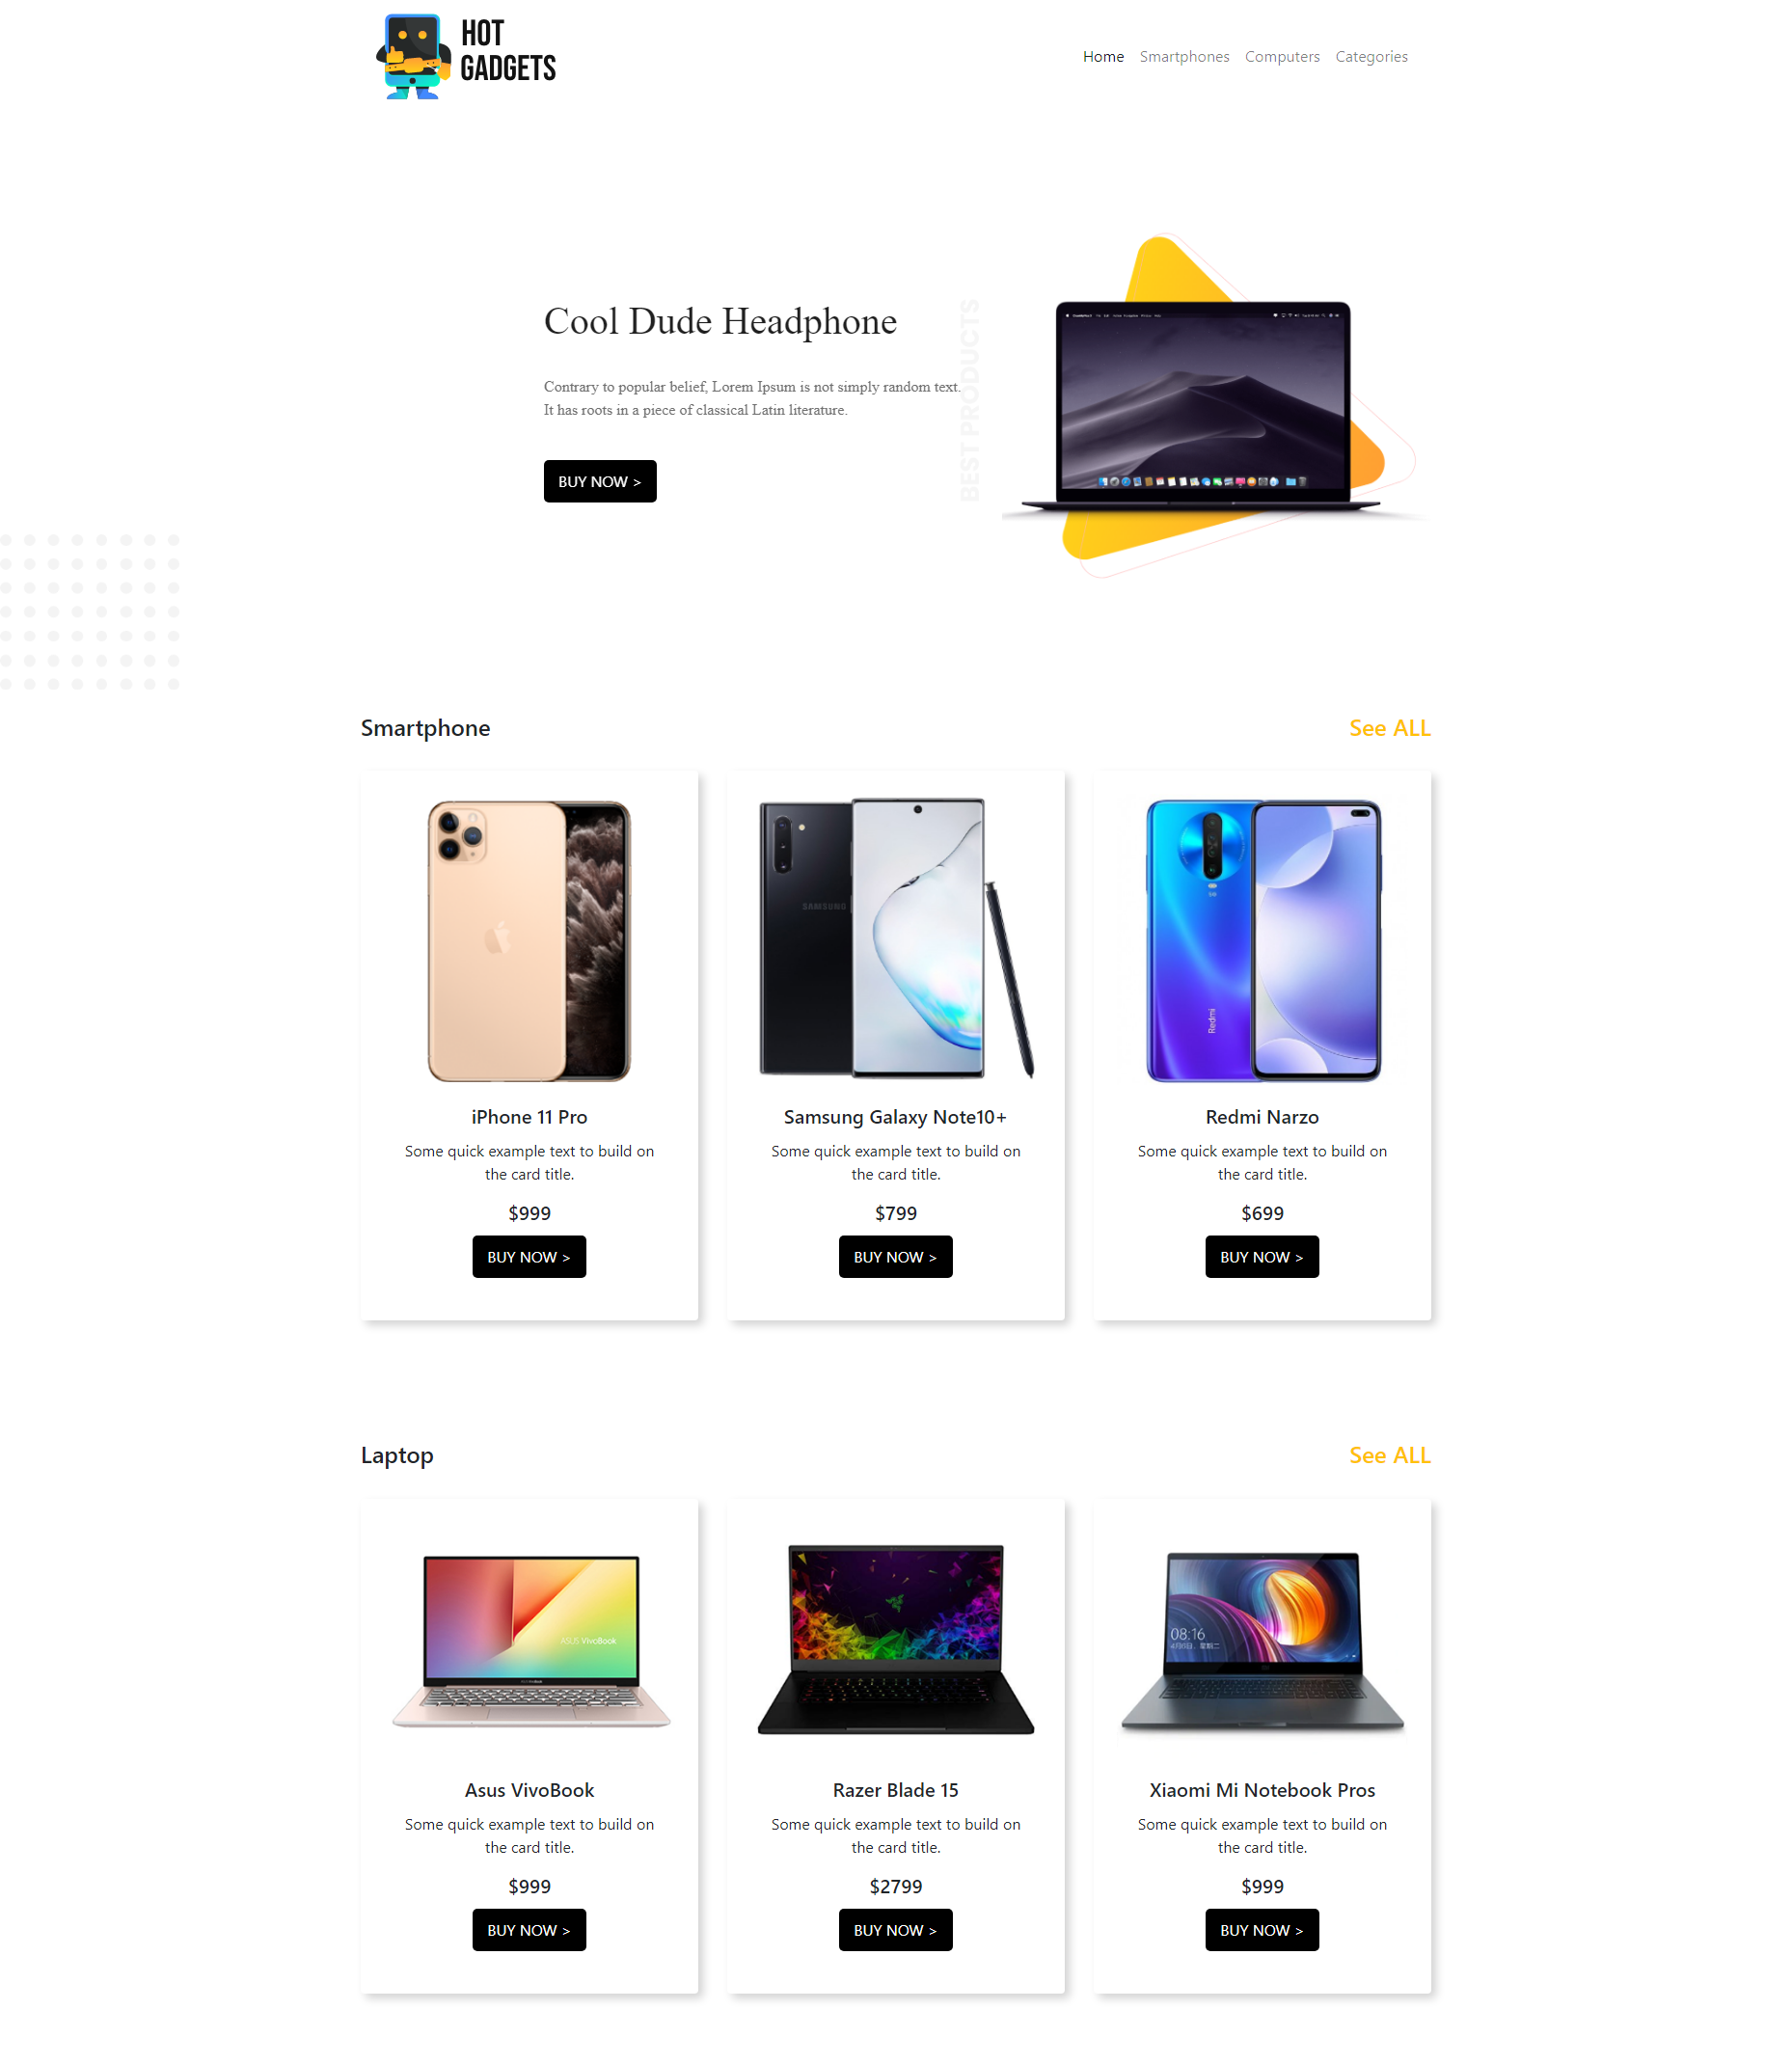 HOT
GADGETS
Home Smartphones Computers Categories
Cool Dude Headphone
Contrary to popular belief, Lorem Ipsum is not simply random text.
It has roots in a piece of classical Latin literature.
BUY NOW >
BEST PRODUCTS
Smartphone
See ALL
SAMSUNG
Redmi
iPhone 11 Pro
Some quick example text to build on
the card title.
$999
BUY NOW >
Samsung Galaxy Note10+
Some quick example text to build on
the card title.
$799
BUY NOW >
Redmi Narzo
Some quick example text to build on
the card title.
$699
BUY NOW >
Laptop
See ALL
ASUS VivoBook
08:16
Asus VivoBook
Some quick example text to build on
the card title.
$999
BUY NOW >
Razer Blade 15
Some quick example text to build on
the card title.
$2799
BUY NOW >
Xiaomi Mi Notebook Pros
Some quick example text to build on
the card title.
$999
BUY NOW >